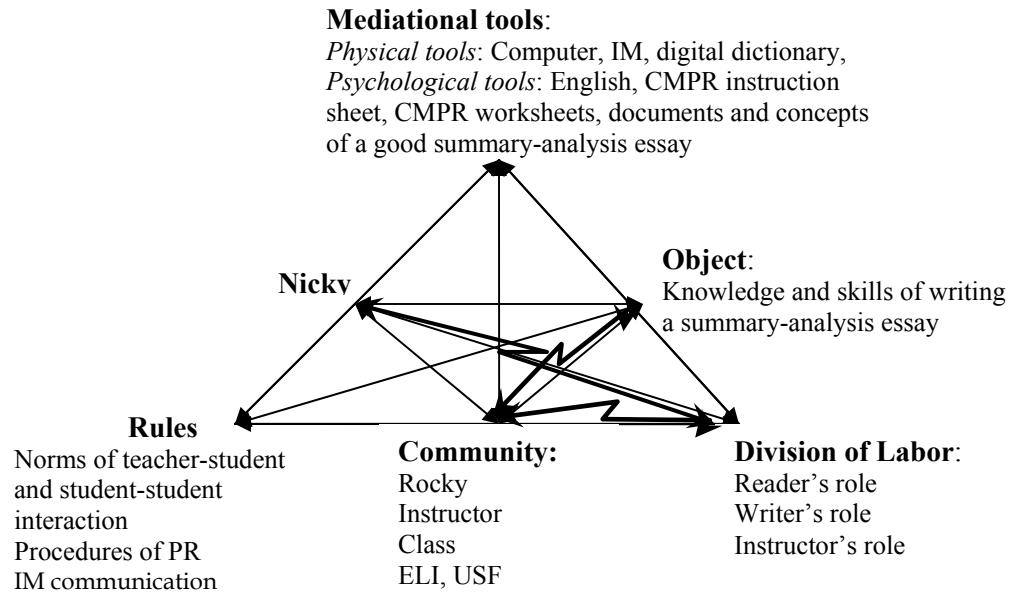 Mediational tools:
Physical tools: Computer, IM, digital dictionary,
Psychological tools: English, CMPR instruction
sheet, CMPR worksheets, documents and concepts
of a good summary-analysis essay
Nicky
Object:
Knowledge and skills of writing
a summary-analysis essay
Rules
Norms of teacher-student
and student-student
interaction
Procedures of PR
IM communication
Community:
Rocky
Instructor
Class
ELI, USF
Division of Labor:
Reader’s role
Writer’s role
Instructor’s role